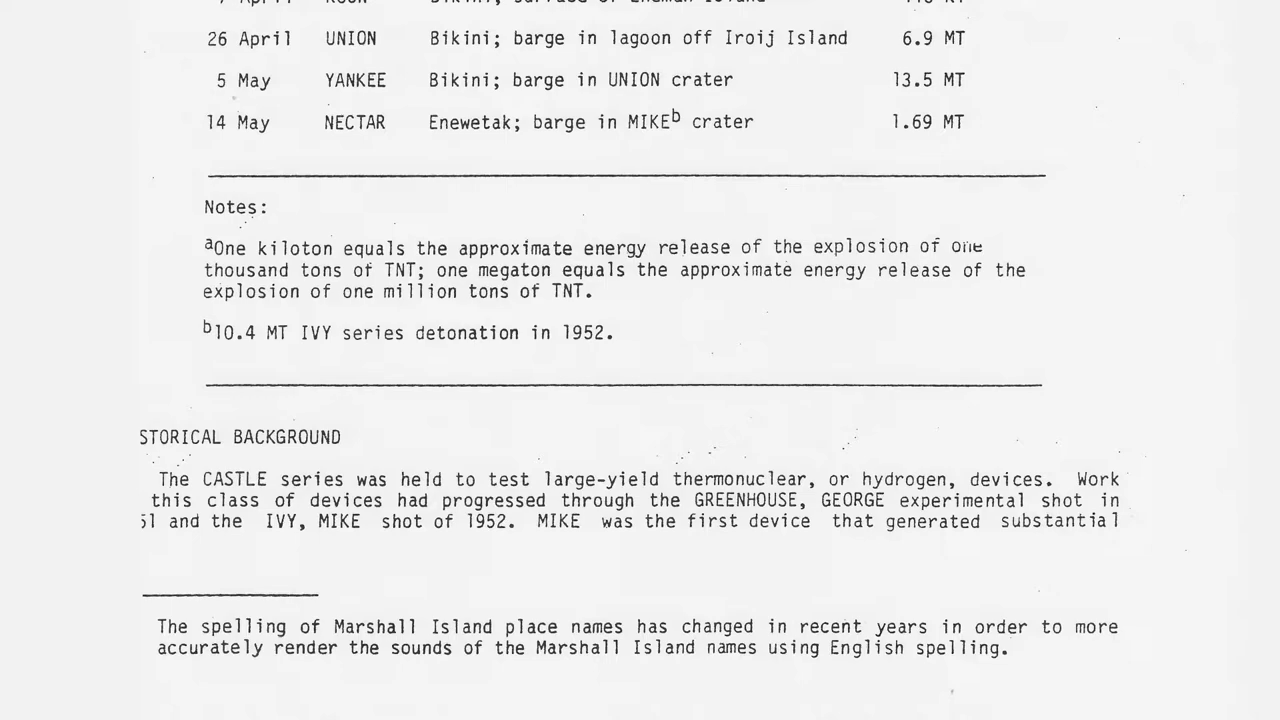 26 April UNION Bikini; barge in lagoon off Iroij Island 6.9 MT
5 May YANKEE Bikini; barge in UNION crater 13.5 MT
14 May NECTAR Enewetak; barge in MIKEb crater 1.69 MT
Notes:
aOne kiloton equals the approximate energy release of the explosion of one
thousand tons of TNT; one megaton equals the approximate energy release of the
explosion of one million tons of TNT.
b10.4 MT IVY series detonation in 1952.
STORICAL BACKGROUND
The CASTLE series was held to test large-yield thermonuclear, or hydrogen, devices. Work
this class of devices had progressed through the GREENHOUSE, GEORGE experimental shot in
51 and the IVY, MIKE shot of 1952. MIKE was the first device that generated substantial
The spelling of Marshall Island place names has changed in recent years in order to more
accurately render the sounds of the Marshall Island names using English spelling.